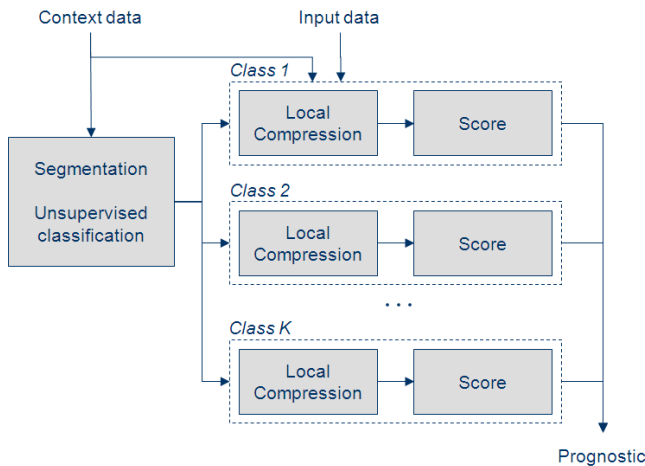 Context data
Input data
Class 1
Local
Compression
Score
Segmentation
Unsupervised
classification
Class 2
Local
Compression
Score
...
Class K
Local
Compression
Score
Prognostic